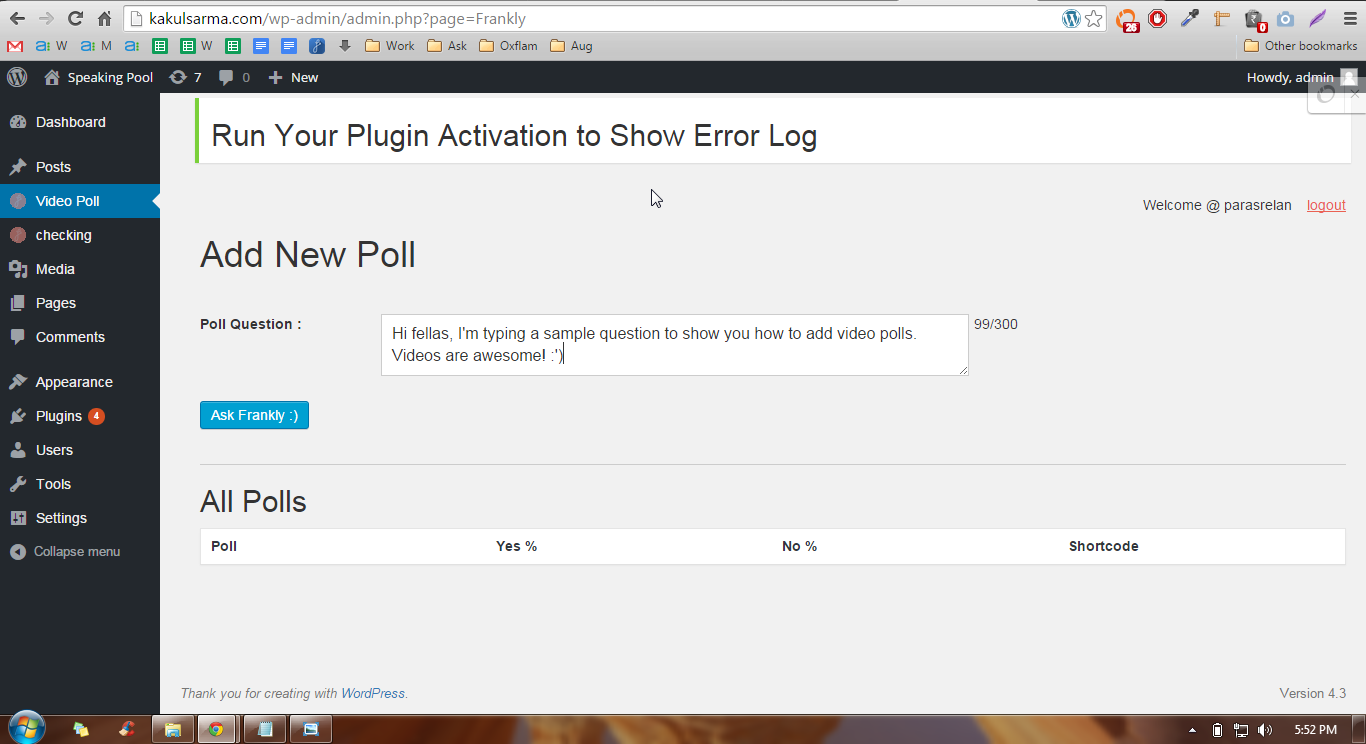 kakulsarma.com/wp-admin/admin.php?page=Frankly
26
0
W
M
W
Work
Ask
Oxflam
Aug
Other bookmarks
Speaking Pool
7
0
New
Howdy, admin
Dashboard
Posts
Video Poll
checking
Media
Pages
Comments
Appearance
Plugins 4
Users
Tools
Settings
Collapse menu
Run Your Plugin Activation to Show Error Log
Welcome @ parasrelan logout
Add New Poll
Poll Question :
Hi fellas, I'm typing a sample question to show you how to add video polls.
Videos are awesome! :')
99/300
Ask Frankly :)
All Polls
Poll Yes % No % Shortcode
Thank you for creating with WordPress.
Version 4.3
5:52 PM